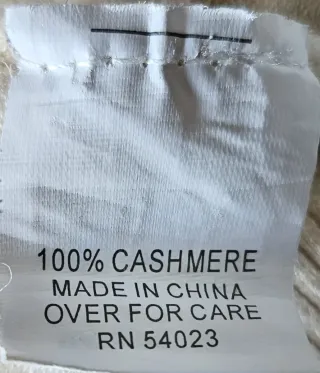 100% CASHMERE
MADE IN CHINA
OVER FOR CARE
RN 54023